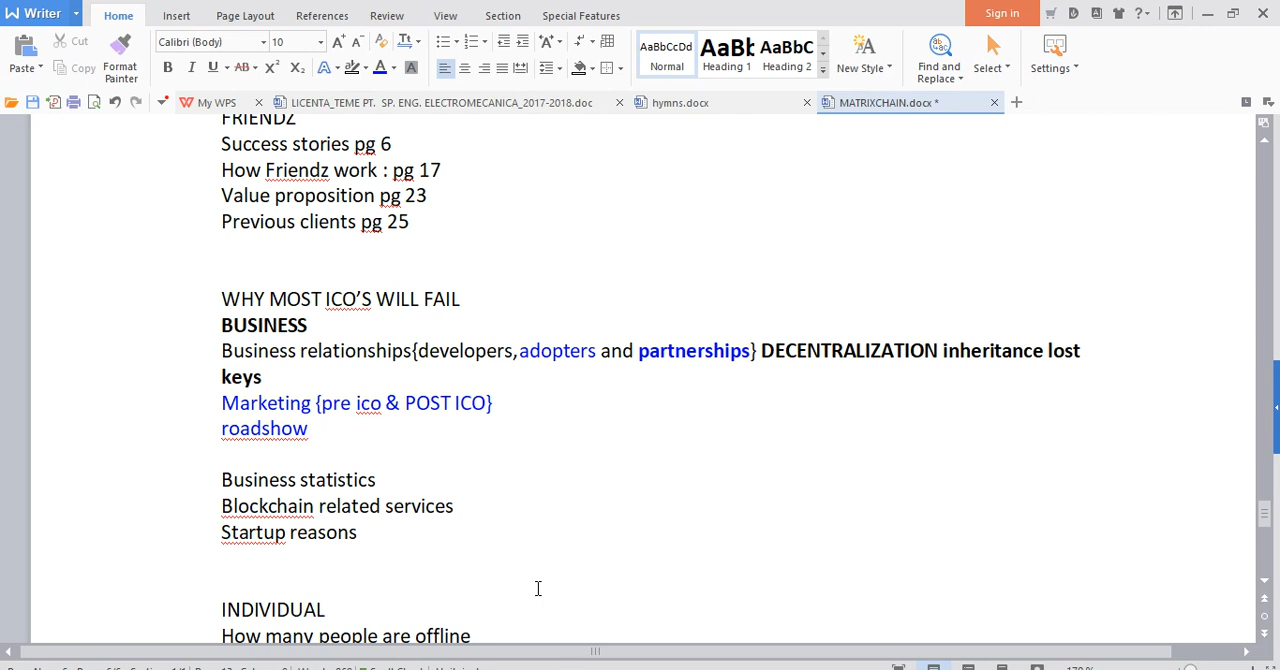 Writer Home Insert Page Layout References Review View Section Special Features Sign in
Paste Cut Copy Format Painter Calibri (Body) 10 AaBbCcDd Normal AaBb Heading 1 AaBbC Heading 2 New Style Find and Replace Select Settings
My WPS LICENTA_TEME PT. SP. ENG. ELECTROMECANICA_2017-2018.doc hymns.docx MATRIXCHAIN.docx *
FRIENDZ
Success stories pg 6
How Friendz work : pg 17
Value proposition pg 23
Previous clients pg 25
WHY MOST ICO’S WILL FAIL
BUSINESS
Business relationships{developers,adopters and partnerships} DECENTRALIZATION inheritance lost
keys
Marketing {pre ico & POST ICO}
roadshow
Business statistics
Blockchain related services
Startup reasons
INDIVIDUAL
How many people are offline